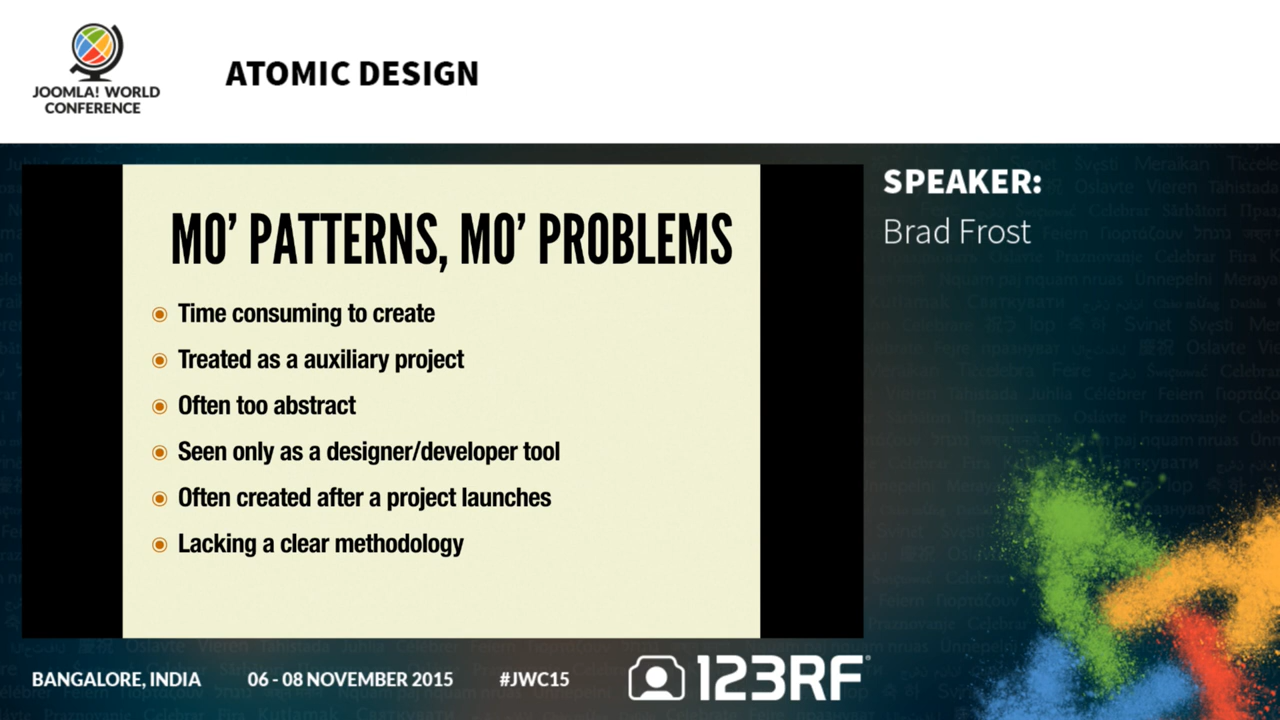 JOOMLA! WORLD
CONFERENCE
ATOMIC DESIGN
MO’ PATTERNS, MO’ PROBLEMS
Time consuming to create
Treated as a auxiliary project
Often too abstract
Seen only as a designer/developer tool
Often created after a project launches
Lacking a clear methodology
SPEAKER:
Brad Frost
BANGALORE, INDIA
06 - 08 NOVEMBER 2015
#JWC15
123RF